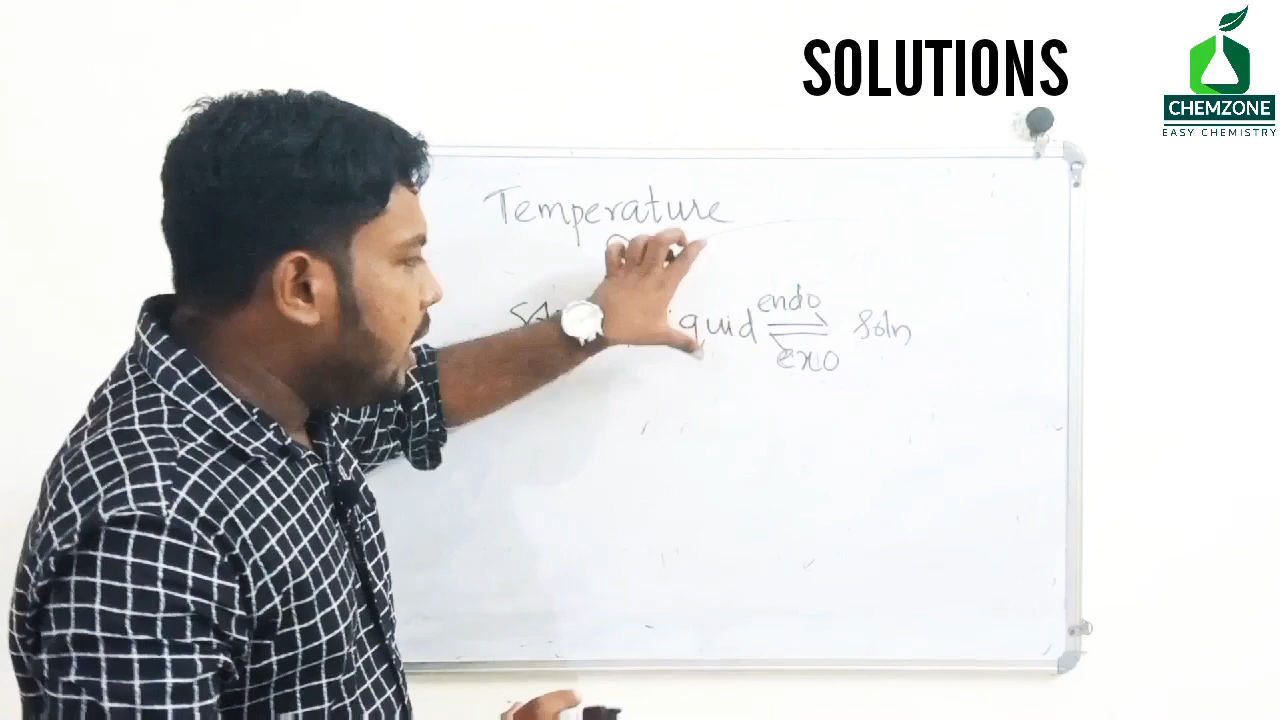 SOLUTIONS
CHEMZONE
EASY CHEMISTRY
Temperature
endo
quid ⇌ soln
exo